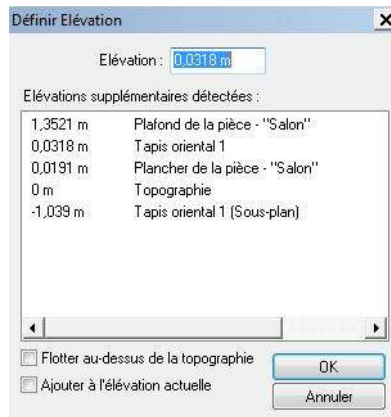 Définir Elévation
Elévation : 0,0318 m
Elévations supplémentaires détectées :
1,3521 m Plafond de la pièce - "Salon"
0,0318 m Tapis oriental 1
0,0191 m Plancher de la pièce - "Salon"
0 m Topographie
-1,039 m Tapis oriental 1 (Sous-plan)
Flotter au-dessus de la topographie
OK
Ajouter à l'élévation actuelle
Annuler